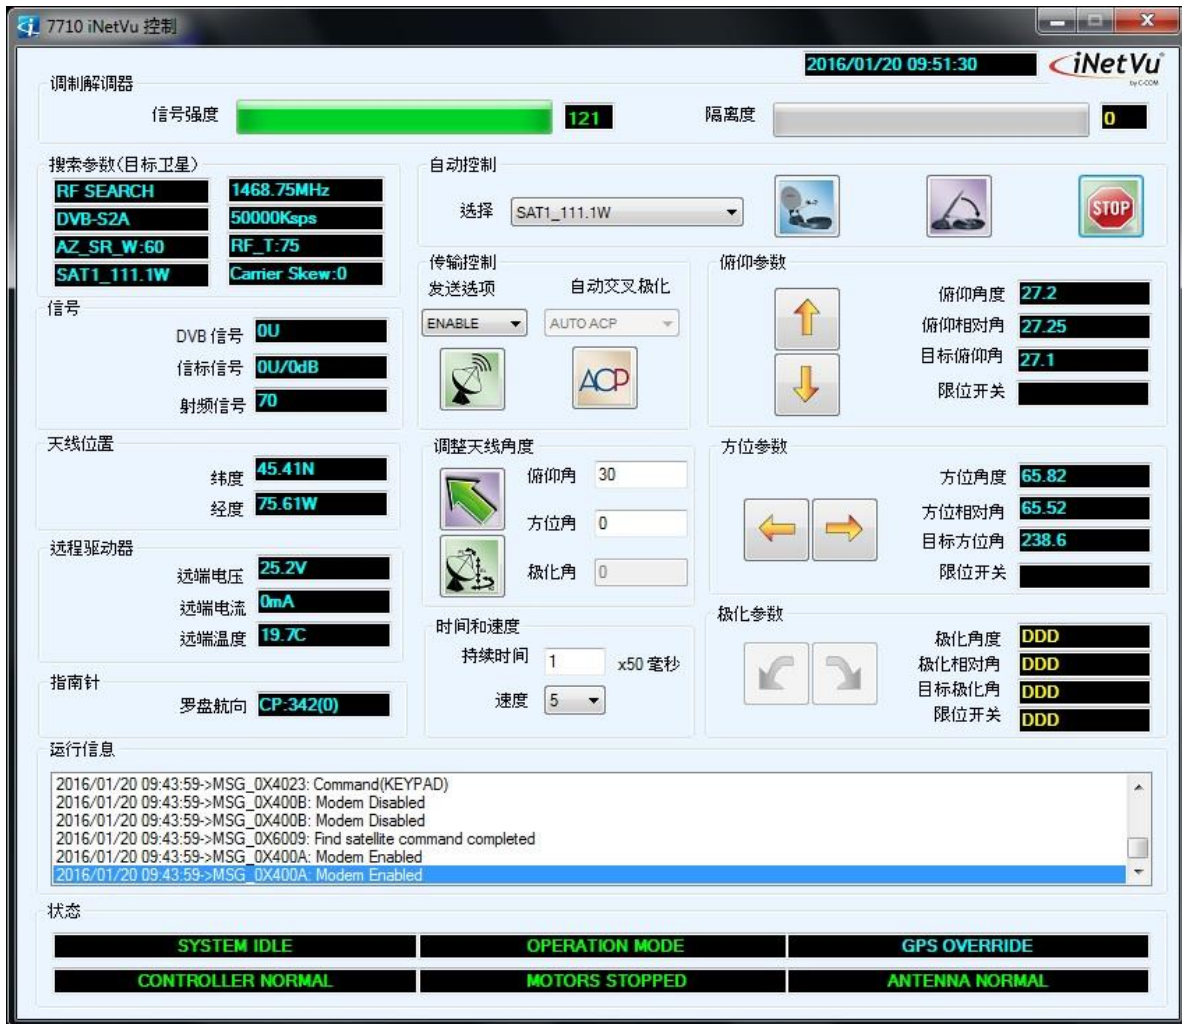 7710 iNetVu 控制
2016/01/20 09:51:30
iNetVu
by C-COM
调制解调器
信号强度 121 隔离度 0
搜索参数(目标卫星)
RF SEARCH 1468.75MHz
DVB-S2A 50000Ksps
AZ_SR_W:60 RF_T:75
SAT1_111.1W Carrier Skew:0
自动控制
选择 SAT1_111.1W STOP
信号
DVB 信号 0U
信标信号 0U/0dB
射频信号 70
传输控制
发送选项 自动交叉极化
ENABLE AUTO ACP
ACP
俯仰参数
俯仰角度 27.2
俯仰相对角 27.25
目标俯仰角 27.1
限位开关
天线位置
纬度 45.41N
经度 75.61W
调整天线角度
俯仰角 30
方位角 0
极化角 0
方位参数
方位角度 65.82
方位相对角 65.52
目标方位角 238.6
限位开关
远程驱动器
远端电压 25.2V
远端电流 0mA
远端温度 19.7C
时间和速度
持续时间 1 x50 毫秒
速度 5
极化参数
极化角度 DDD
极化相对角 DDD
目标极化角 DDD
限位开关 DDD
指南针
罗盘航向 CP:342(0)
运行信息
2016/01/20 09:43:59->MSG_0X4023: Command(KEYPAD)
2016/01/20 09:43:59->MSG_0X400B: Modem Disabled
2016/01/20 09:43:59->MSG_0X400B: Modem Disabled
2016/01/20 09:43:59->MSG_0X6009: Find satellite command completed
2016/01/20 09:43:59->MSG_0X400A: Modem Enabled
2016/01/20 09:43:59->MSG_0X400A: Modem Enabled
状态
SYSTEM IDLE OPERATION MODE GPS OVERRIDE
CONTROLLER NORMAL MOTORS STOPPED ANTENNA NORMAL